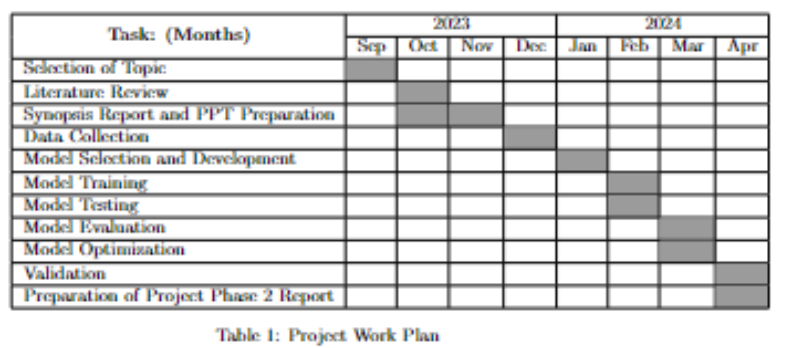 Task: (Months) 2023 2024
Sep Oct Nov Dec Jan Feb Mar Apr
Selection of Topic
Literature Review
Synopsis Report and PPT Preparation
Data Collection
Model Selection and Development
Model Training
Model Testing
Model Evaluation
Model Optimization
Validation
Preparation of Project Phase 2 Report
Table 1: Project Work Plan